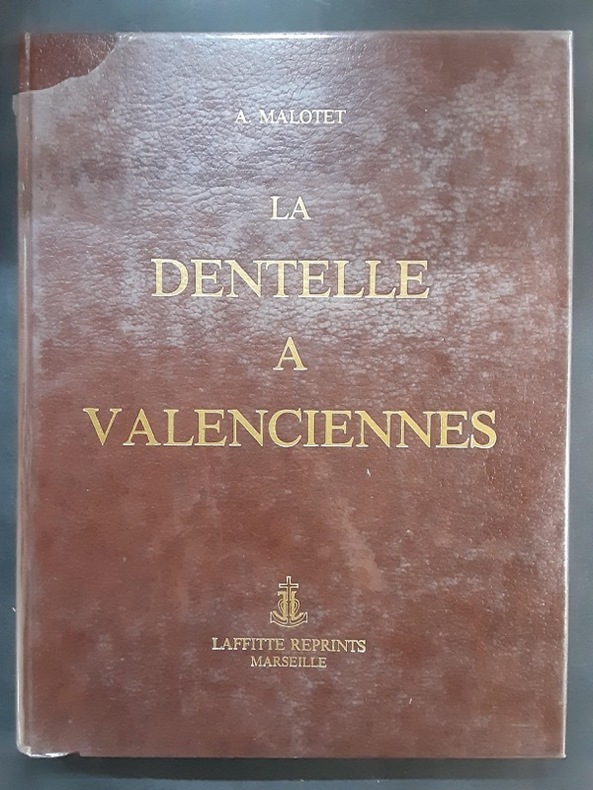 A. MALOTET
LA
DENTELLE
A
VALENCIENNES
LAFFITTE REPRINTS
MARSEILLE